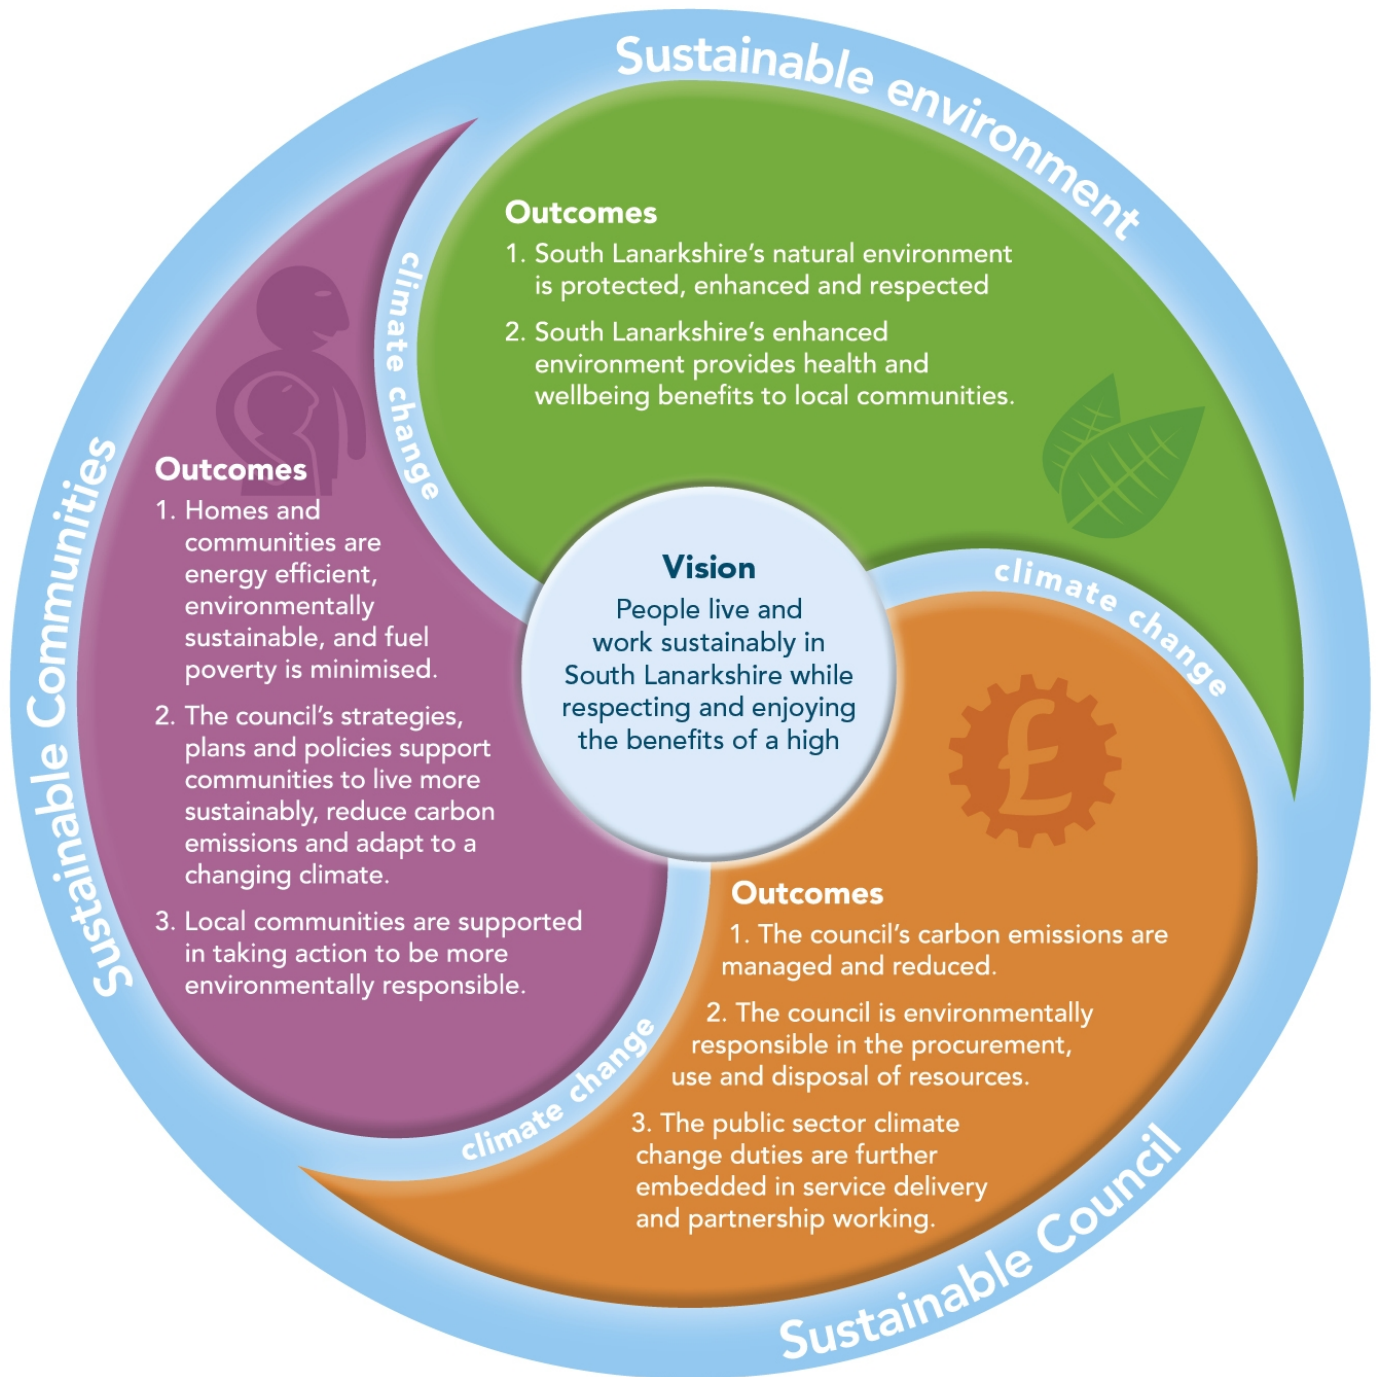 Sustainable environment
Outcomes
1. South Lanarkshire’s natural environment
is protected, enhanced and respected
2. South Lanarkshire’s enhanced
environment provides health and
wellbeing benefits to local communities.
climate change
Sustainable Communities
Outcomes
1. Homes and
communities are
energy efficient,
environmentally
sustainable, and fuel
poverty is minimised.
2. The council’s strategies,
plans and policies support
communities to live more
sustainably, reduce carbon
emissions and adapt to a
changing climate.
3. Local communities are supported
in taking action to be more
environmentally responsible.
climate change
Vision
People live and
work sustainably in
South Lanarkshire while
respecting and enjoying
the benefits of a high
climate change
£
Outcomes
1. The council’s carbon emissions are
managed and reduced.
2. The council is environmentally
responsible in the procurement,
use and disposal of resources.
3. The public sector climate
change duties are further
embedded in service delivery
and partnership working.
Sustainable Council